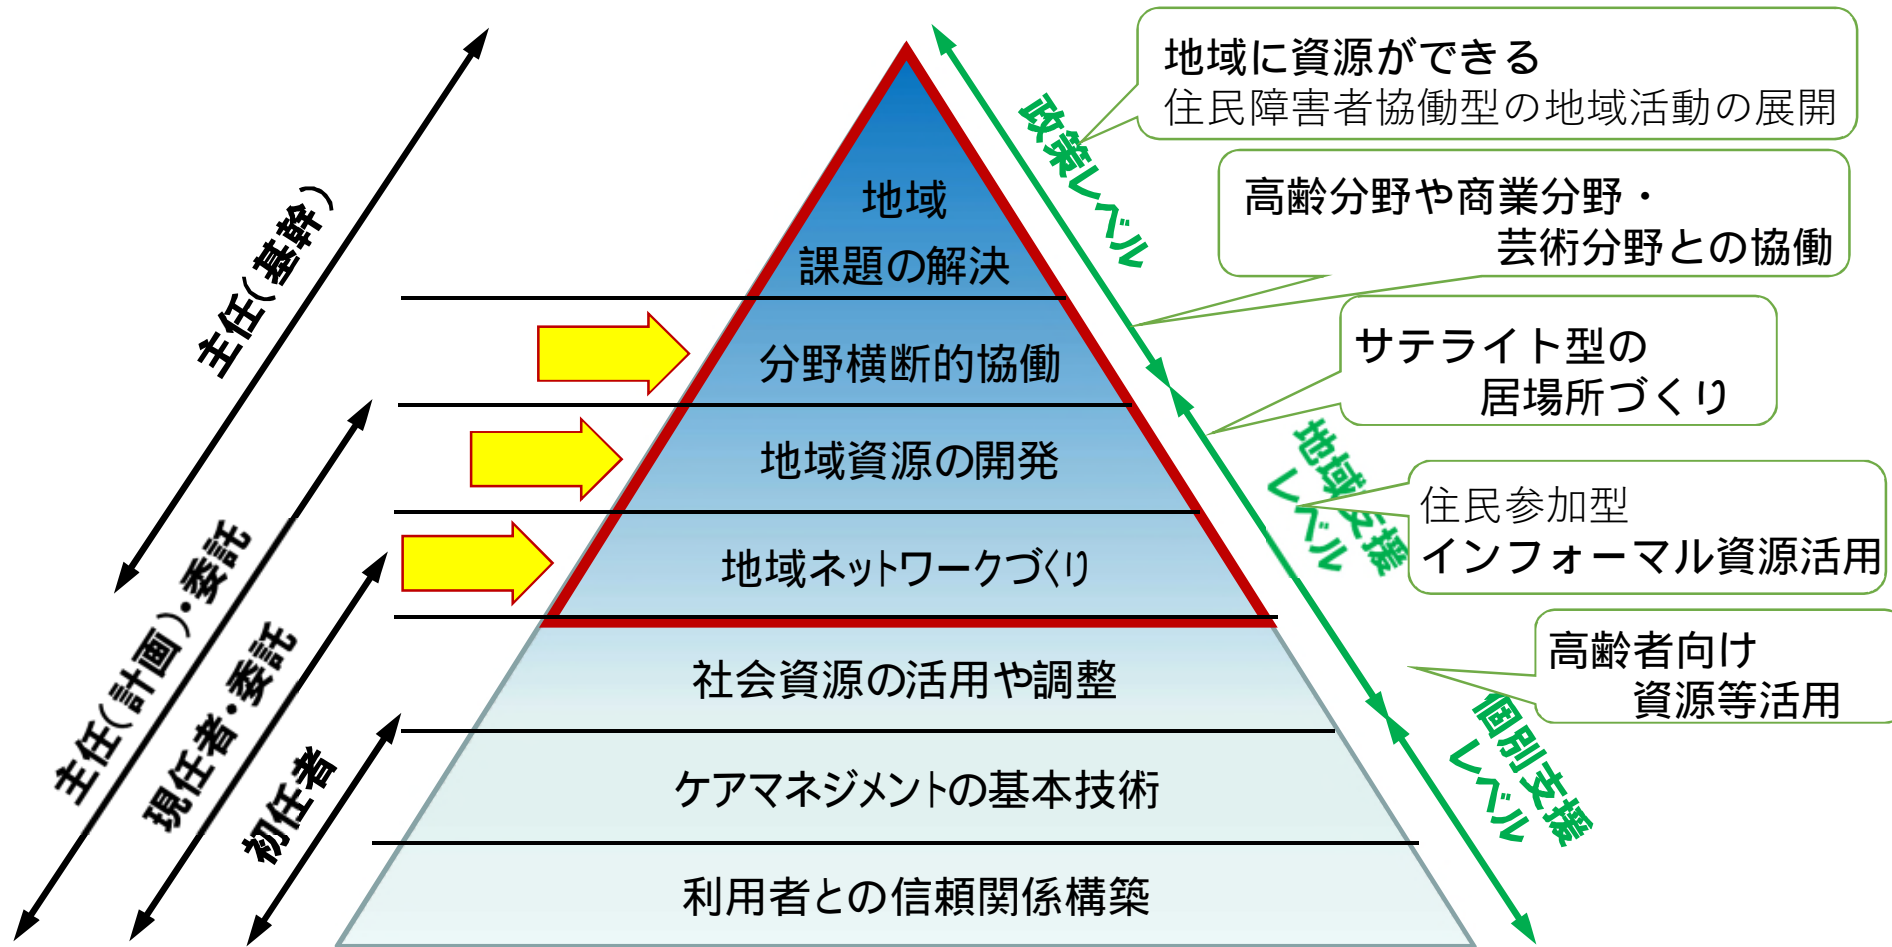 地域に資源ができる
住民障害者協働型の地域活動の展開
高齢分野や商業分野・
芸術分野との協働
サテライト型の
居場所づくり
住民参加型
インフォーマル資源活用
高齢者向け
資源等活用
政策レベル
地域支援
レベル
個別支援
レベル
地域
課題の解決
分野横断的協働
地域資源の開発
地域ネットワークづくり
社会資源の活用や調整
ケアマネジメントの基本技術
利用者との信頼関係構築
主任(基幹)
主任(計画)・委託
現任者・委託
初任者